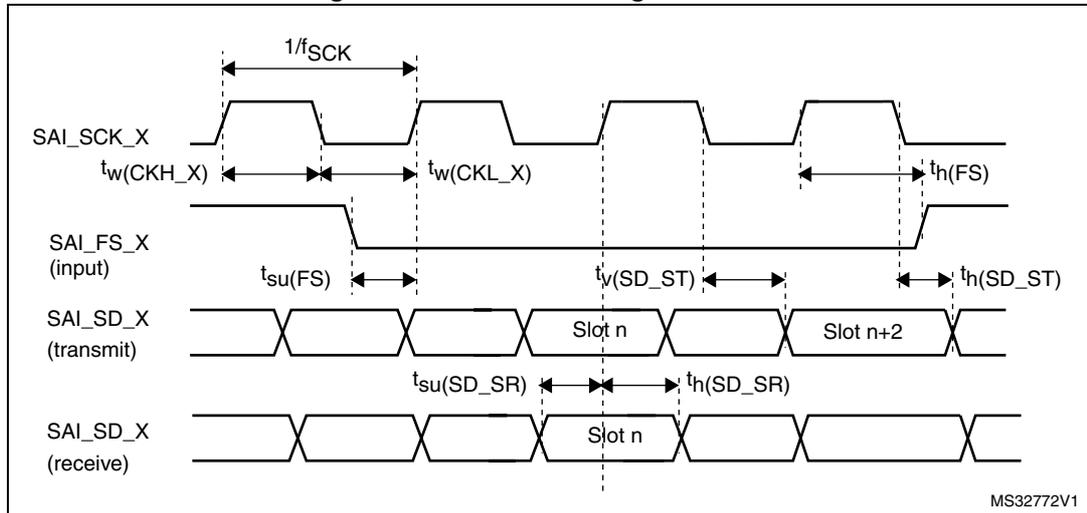 1/fSCK
SAI_SCK_X
tw(CKH_X)
tw(CKL_X)
th(FS)
SAI_FS_X
(input)
tsu(FS)
tv(SD_ST)
th(SD_ST)
SAI_SD_X
(transmit)
Slot n
Slot n+2
tsu(SD_SR)
th(SD_SR)
SAI_SD_X
(receive)
Slot n
MS32772V1